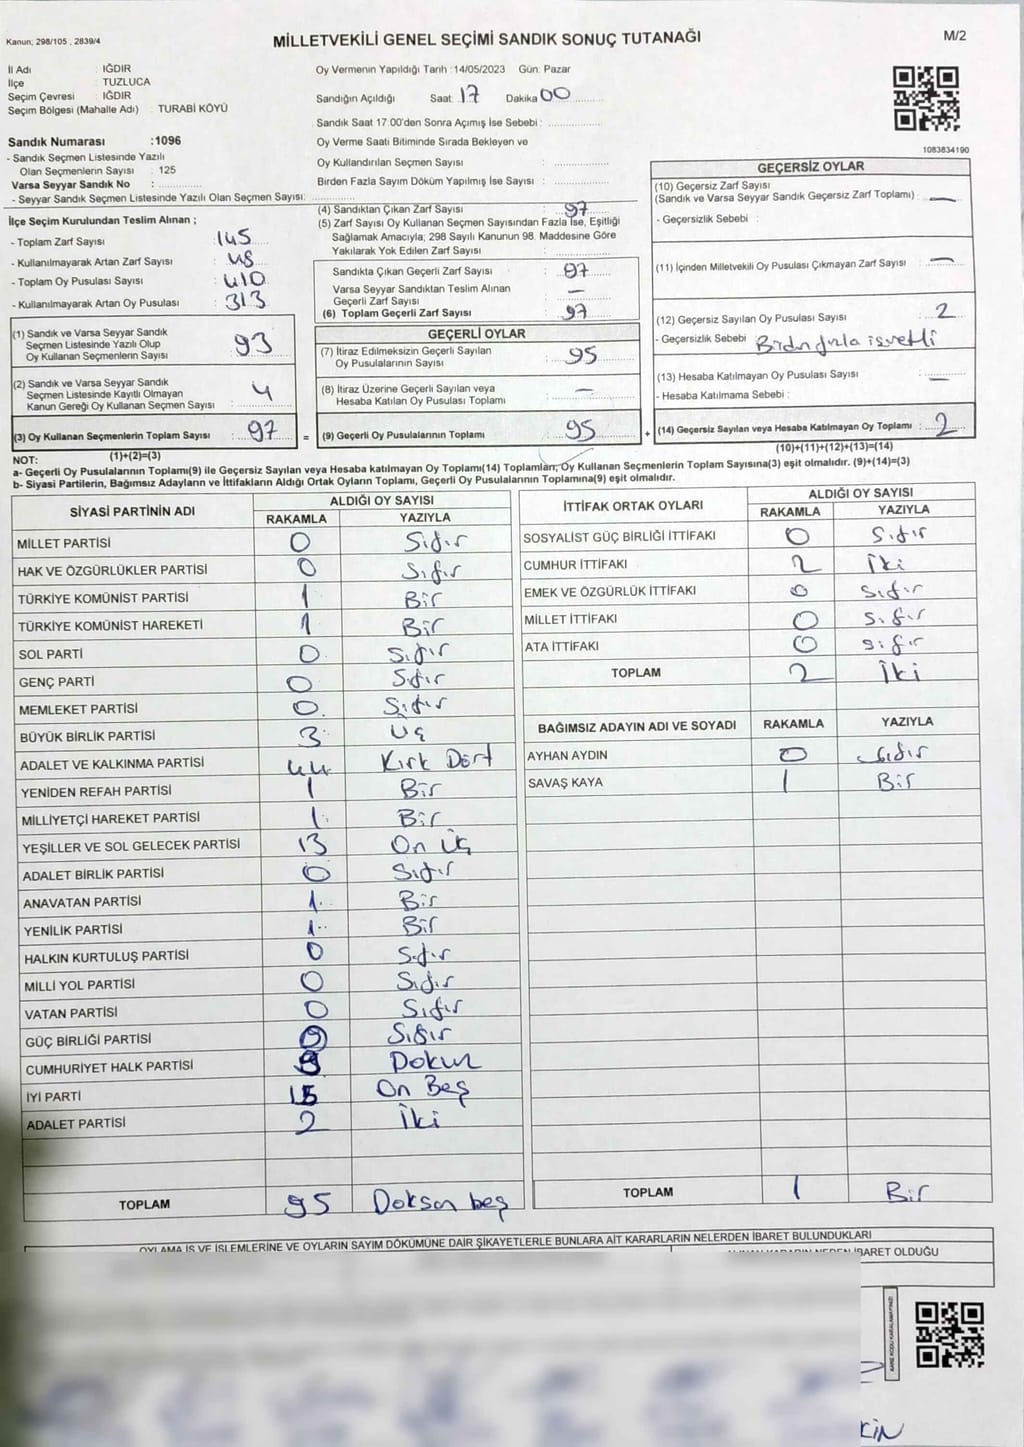 Kanun; 298/105 , 2839/4
MİLLETVEKİLİ GENEL SEÇİMİ SANDIK SONUÇ TUTANAĞI
M/2
İl Adı : IĞDIR
İlçe : TUZLUCA
Seçim Çevresi : IĞDIR
Seçim Bölgesi (Mahalle Adı) : TURABİ KÖYÜ
Sandık Numarası :1096
- Sandık Seçmen Listesinde Yazılı
Olan Seçmenlerin Sayısı : 125
Varsa Seyyar Sandık No :
- Seyyar Sandık Seçmen Listesinde Yazılı Olan Seçmen Sayısı:
Oy Vermenin Yapıldığı Tarih :14/05/2023 Gün: Pazar
Sandığın Açıldığı Saat 17 Dakika 00
Sandık Saat 17.00'den Sonra Açılmış İse Sebebi :
Oy Verme Saati Bitiminde Sırada Bekleyen ve
Oy Kullandırılan Seçmen Sayısı :
Birden Fazla Sayım Döküm Yapılmış İse Sayısı :
1083834190
İlçe Seçim Kurulundan Teslim Alınan ;
- Toplam Zarf Sayısı : 145
- Kullanılmayarak Artan Zarf Sayısı : 48
- Toplam Oy Pusulası Sayısı : 410
- Kullanılmayarak Artan Oy Pusulası : 313
(1) Sandık ve Varsa Seyyar Sandık
Seçmen Listesinde Yazılı Olup
Oy Kullanan Seçmenlerin Sayısı : 93
(2) Sandık ve Varsa Seyyar Sandık
Seçmen Listesinde Kayıtlı Olmayan
Kanun Gereği Oy Kullanan Seçmen Sayısı : 4
(3) Oy Kullanan Seçmenlerin Toplam Sayısı : 97
(1)+(2)=(3)
(4) Sandıktan Çıkan Zarf Sayısı : 97
(5) Zarf Sayısı Oy Kullanan Seçmen Sayısından Fazla İse, Eşitliği
Sağlamak Amacıyla; 298 Sayılı Kanunun 98. Maddesine Göre
Yakılarak Yok Edilen Zarf Sayısı :
Sandıkta Çıkan Geçerli Zarf Sayısı : 97
Varsa Seyyar Sandıktan Teslim Alınan
Geçerli Zarf Sayısı : —
(6) Toplam Geçerli Zarf Sayısı : 97
GEÇERLİ OYLAR
(7) İtiraz Edilmeksizin Geçerli Sayılan
Oy Pusulalarının Sayısı : 95
(8) İtiraz Üzerine Geçerli Sayılan veya
Hesaba Katılan Oy Pusulası Toplamı : —
= (9) Geçerli Oy Pusulalarının Toplamı : 95 +
GEÇERSİZ OYLAR
(10) Geçersiz Zarf Sayısı
(Sandık ve Varsa Seyyar Sandık Geçersiz Zarf Toplamı) : —
- Geçersizlik Sebebi :
(11) İçinden Milletvekili Oy Pusulası Çıkmayan Zarf Sayısı : —
(12) Geçersiz Sayılan Oy Pusulası Sayısı : 2
- Geçersizlik Sebebi
(13) Hesaba Katılmayan Oy Pusulası Sayısı : —
- Hesaba Katılmama Sebebi :
(14) Geçersiz Sayılan veya Hesaba Katılmayan Oy Toplamı : 2
(10)+(11)+(12)+(13)=(14)
NOT:
a- Geçerli Oy Pusulalarının Toplamı(9) ile Geçersiz Sayılan veya Hesaba katılmayan Oy Toplamı(14) Toplamları, Oy Kullanan Seçmenlerin Toplam Sayısına(3) eşit olmalıdır. (9)+(14)=(3)
b- Siyasi Partilerin, Bağımsız Adayların ve İttifakların Aldığı Ortak Oyların Toplamı, Geçerli Oy Pusulalarının Toplamına(9) eşit olmalıdır.
SİYASİ PARTİNİN ADI ALDIĞI OY SAYISI
RAKAMLA YAZIYLA
MİLLET PARTİSİ 0 Sıfır
HAK VE ÖZGÜRLÜKLER PARTİSİ 0 Sıfır
TÜRKİYE KOMÜNİST PARTİSİ 1 Bir
TÜRKİYE KOMÜNİST HAREKETİ 1 Bir
SOL PARTİ 0 Sıfır
GENÇ PARTİ 0 Sıfır
MEMLEKET PARTİSİ 0 Sıfır
BÜYÜK BİRLİK PARTİSİ 3 Üç
ADALET VE KALKINMA PARTİSİ 44 Kırk Dört
YENİDEN REFAH PARTİSİ 1 Bir
MİLLİYETÇİ HAREKET PARTİSİ 1 Bir
YEŞİLLER VE SOL GELECEK PARTİSİ 13 On Üç
ADALET BİRLİK PARTİSİ 0 Sıfır
ANAVATAN PARTİSİ 1 Bir
YENİLİK PARTİSİ 1 Bir
HALKIN KURTULUŞ PARTİSİ 0 Sıfır
MİLLİ YOL PARTİSİ 0 Sıfır
VATAN PARTİSİ 0 Sıfır
GÜÇ BİRLİĞİ PARTİSİ 0 Sıfır
CUMHURİYET HALK PARTİSİ 9 Dokuz
İYİ PARTİ 15 On Beş
ADALET PARTİSİ 2 İki
TOPLAM 95 Doksan beş
İTTİFAK ORTAK OYLARI ALDIĞI OY SAYISI
RAKAMLA YAZIYLA
SOSYALİST GÜÇ BİRLİĞİ İTTİFAKI 0 Sıfır
CUMHUR İTTİFAKI 2 İki
EMEK VE ÖZGÜRLÜK İTTİFAKI 0 Sıfır
MİLLET İTTİFAKI 0 Sıfır
ATA İTTİFAKI 0 Sıfır
TOPLAM 2 İki
BAĞIMSIZ ADAYIN ADI VE SOYADI RAKAMLA YAZIYLA
AYHAN AYDIN 0 Sıfır
SAVAŞ KAYA 1 Bir
TOPLAM 1 Bir
OYLAMA İŞ VE İŞLEMLERİNE VE OYLARIN SAYIM DÖKÜMÜNE DAİR ŞİKAYETLERLE BUNLARA AİT KARARLARIN NELERDEN İBARET BULUNDUKLARI
İBARET OLDUĞU